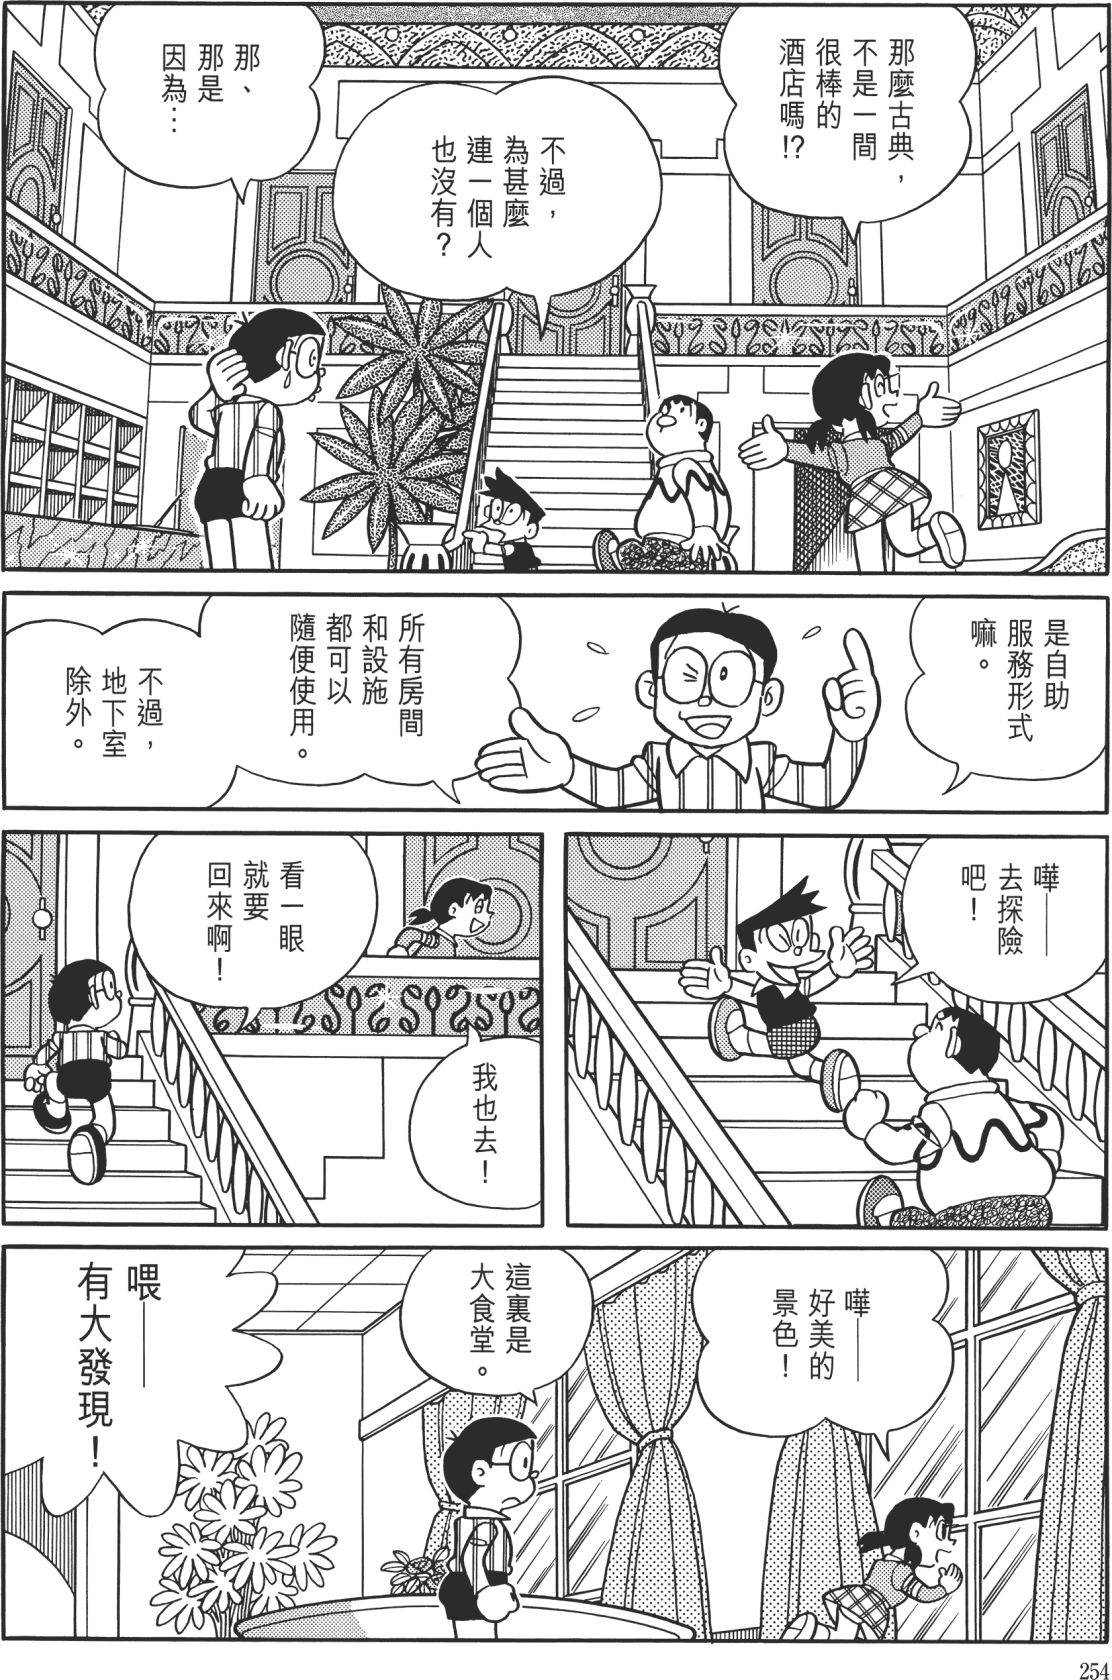 那麼古典，
不是一間
很棒的
酒店嗎!?
不過，
為甚麼
連一個人
也沒有？
那、
那是
因為…
是自助
服務形式
嘛。
所有房間
和設施
都可以
隨便使用。
不過，
地下室
除外。
嘩——
去探險
吧！
看一眼
就要
回來啊！
我也去！
嘩——
好美的
景色！
這裏是
大食堂。
喂——
有大發現！
254